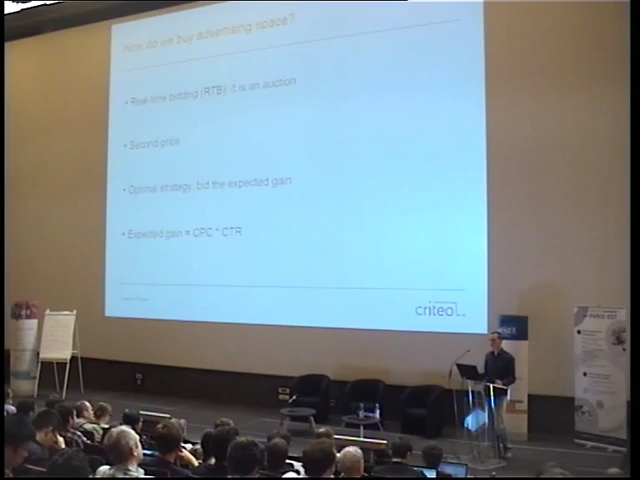 How do we buy advertising space?
• Real-time bidding (RTB): it is an auction
• Second-price
• Optimal strategy: bid the expected gain
• Expected gain = CPC * CTR
criteo